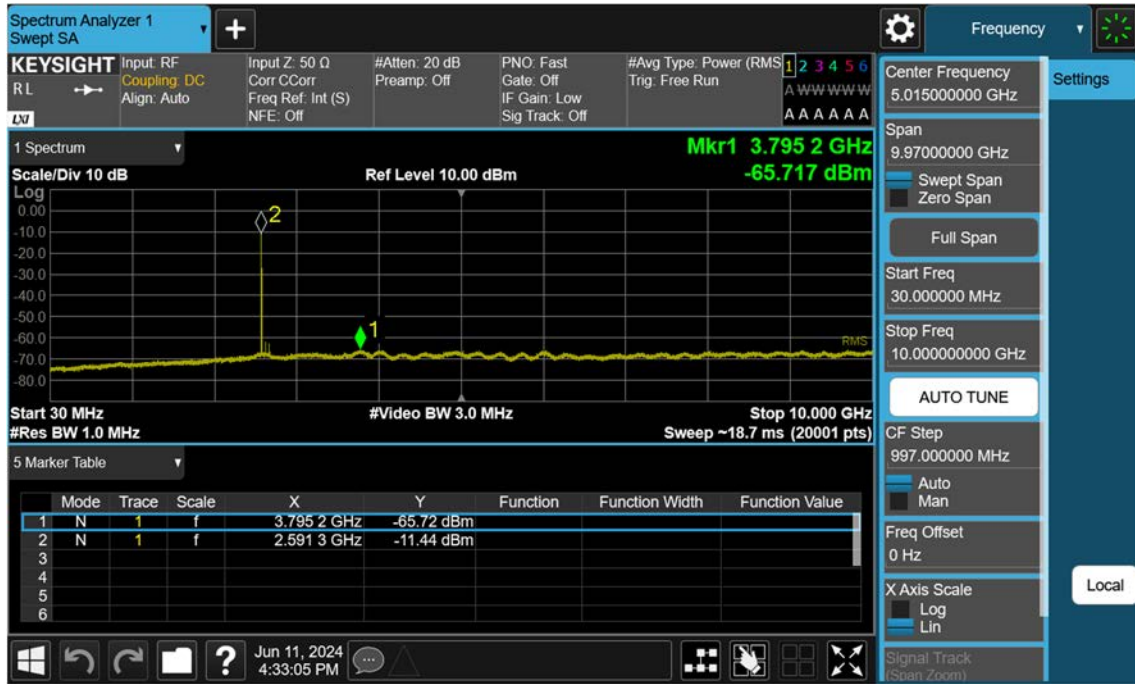 Spectrum Analyzer 1
Swept SA
+
Frequency
KEYSIGHT
RL
LXI
Input: RF
Coupling: DC
Align: Auto
Input Z: 50 Ω
Corr CCorr
Freq Ref: Int (S)
NFE: Off
#Atten: 20 dB
Preamp: Off
PNO: Fast
Gate: Off
IF Gain: Low
Sig Track: Off
#Avg Type: Power (RMS
Trig: Free Run
1 2 3 4 5 6
A W W W W W
A A A A A A
Center Frequency
5.015000000 GHz
Settings
Span
9.97000000 GHz
Swept Span
Zero Span
Full Span
Start Freq
30.000000 MHz
Stop Freq
10.000000000 GHz
AUTO TUNE
CF Step
997.000000 MHz
Auto
Man
Freq Offset
0 Hz
X Axis Scale
Log
Lin
Signal Track
(Span Zoom)
Local
1 Spectrum
Mkr1 3.795 2 GHz
-65.717 dBm
Scale/Div 10 dB
Ref Level 10.00 dBm
Log
0.00
-10.0
-20.0
-30.0
-40.0
-50.0
-60.0
-70.0
-80.0
2
1
RMS
Start 30 MHz
#Video BW 3.0 MHz
Stop 10.000 GHz
#Res BW 1.0 MHz
Sweep ~18.7 ms (20001 pts)
5 Marker Table
Mode Trace Scale X Y Function Function Width Function Value
1 N 1 f 3.795 2 GHz -65.72 dBm
2 N 1 f 2.591 3 GHz -11.44 dBm
3
4
5
6
?
Jun 11, 2024
4:33:05 PM